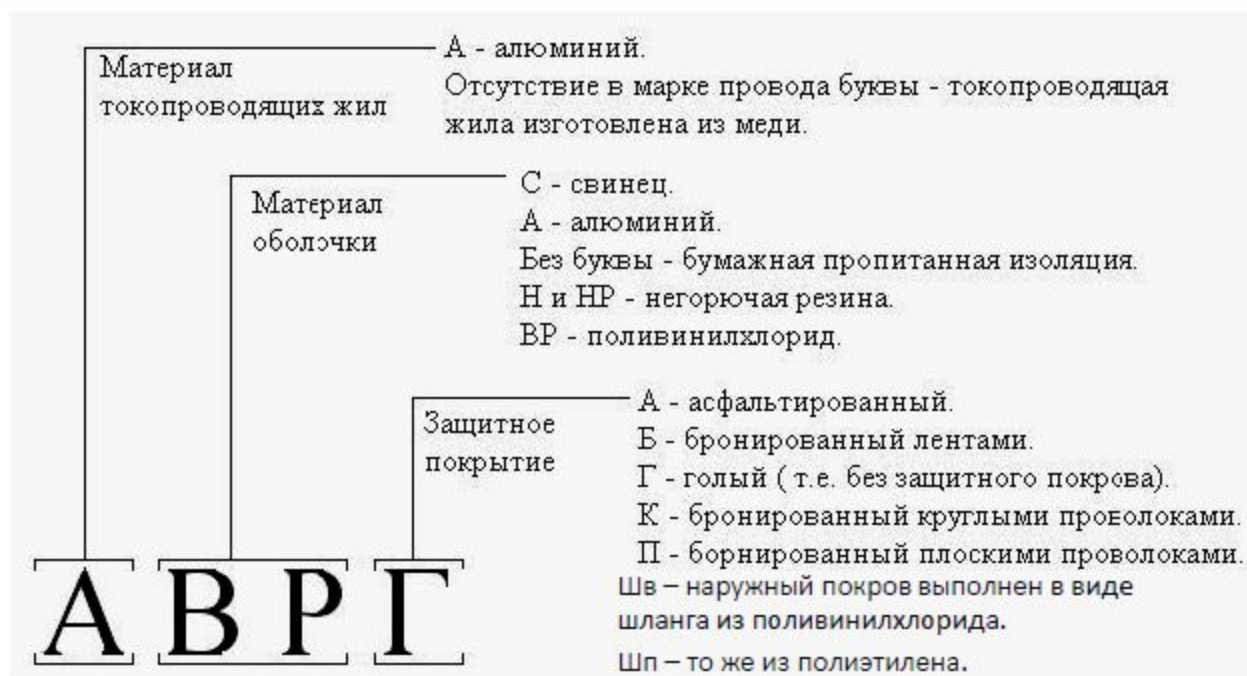 Материал
токопроводящих жил
А - алюминий.
Отсутствие в марке провода буквы - токопроводящая
жила изготовлена из меди.
Материал
оболочки
С - свинец.
А - алюминий.
Без буквы - бумажная пропитанная изоляция.
Н и НР - негорючая резина.
ВР - поливинилхлорид.
Защитное
покрытие
А - асфальтированный.
Б - бронированный лентами.
Г - голый ( т.е. без защитного покрова).
К - бронированный круглыми проволоками.
П - борнированный плоскими проволоками.
Шв – наружный покров выполнен в виде
шланга из поливинилхлорида.
Шп – то же из полиэтилена.
А В Р Г